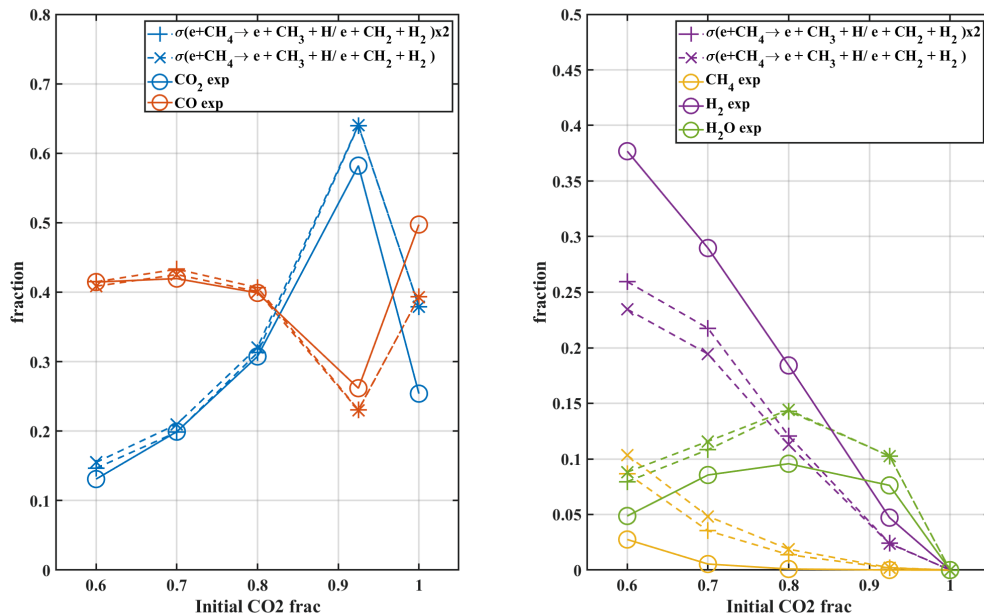 σ(e+CH₄→ e + CH₃ + H/ e + CH₂ + H₂ )x2
σ(e+CH₄→ e + CH₃ + H/ e + CH₂ + H₂ )
CO₂ exp
CO exp
0.8
0.7
0.6
0.5
0.4
0.3
0.2
0.1
0
fraction
0.6
0.7
0.8
0.9
1
Initial CO2 frac
σ(e+CH₄→ e + CH₃ + H/ e + CH₂ + H₂ )x2
σ(e+CH₄→ e + CH₃ + H/ e + CH₂ + H₂ )
CH₄ exp
H₂ exp
H₂O exp
0.5
0.45
0.4
0.35
0.3
0.25
0.2
0.15
0.1
0.05
0
fraction
0.6
0.7
0.8
0.9
1
Initial CO2 frac